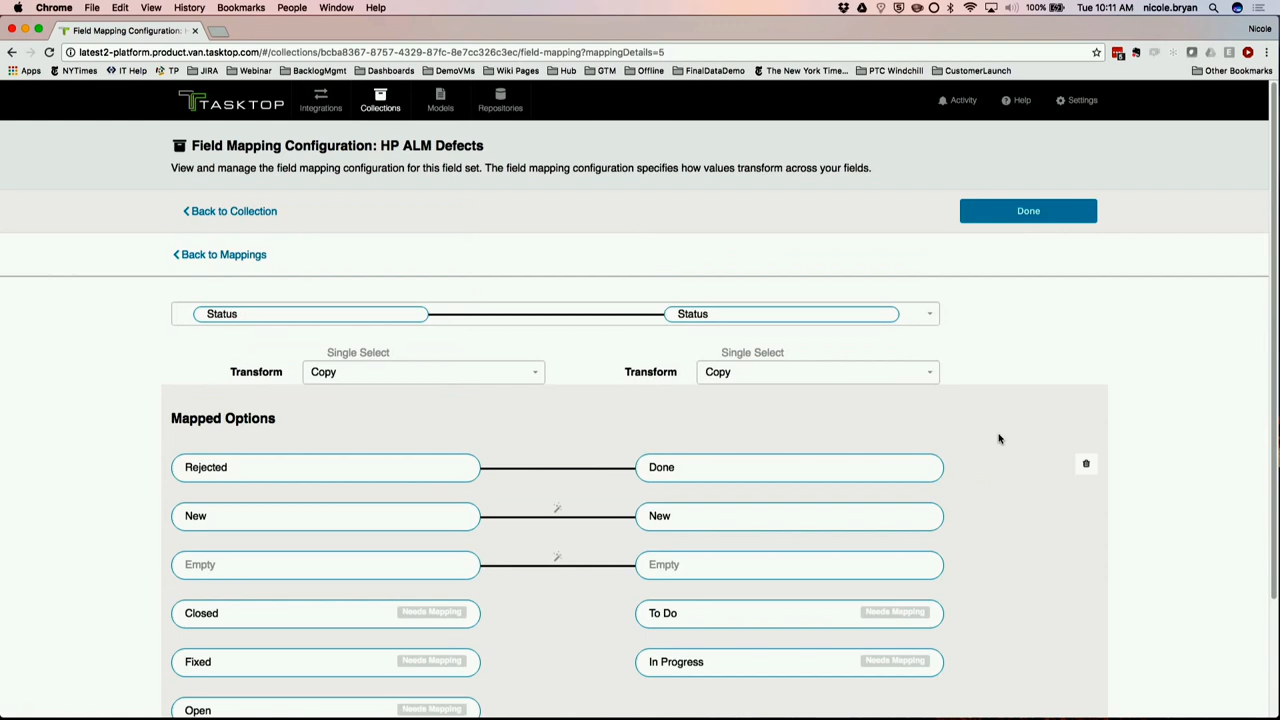 Chrome File Edit View History Bookmarks People Window Help 100% Tue 10:11 AM nicole.bryan
Field Mapping Configuration: H × Nicole
latest2-platform.product.van.tasktop.com/#/collections/bcba8367-8757-4329-87fc-8e7cc326c3ec/field-mapping?mappingDetails=5
Apps NYTimes IT Help TP JIRA Webinar BacklogMgmt Dashboards DemoVMs Wiki Pages Hub GTM Offline FinalDataDemo The New York Time... PTC Windchill CustomerLaunch Other Bookmarks
TASKTOP Integrations Collections Models Repositories Activity Help Settings
Field Mapping Configuration: HP ALM Defects
View and manage the field mapping configuration for this field set. The field mapping configuration specifies how values transform across your fields.
Back to Collection Done
Back to Mappings
Status Status
Single Select Single Select
Transform Copy Transform Copy
Mapped Options
Rejected Done
New New
Empty Empty
Closed Needs Mapping To Do Needs Mapping
Fixed Needs Mapping In Progress Needs Mapping
Open Needs Mapping